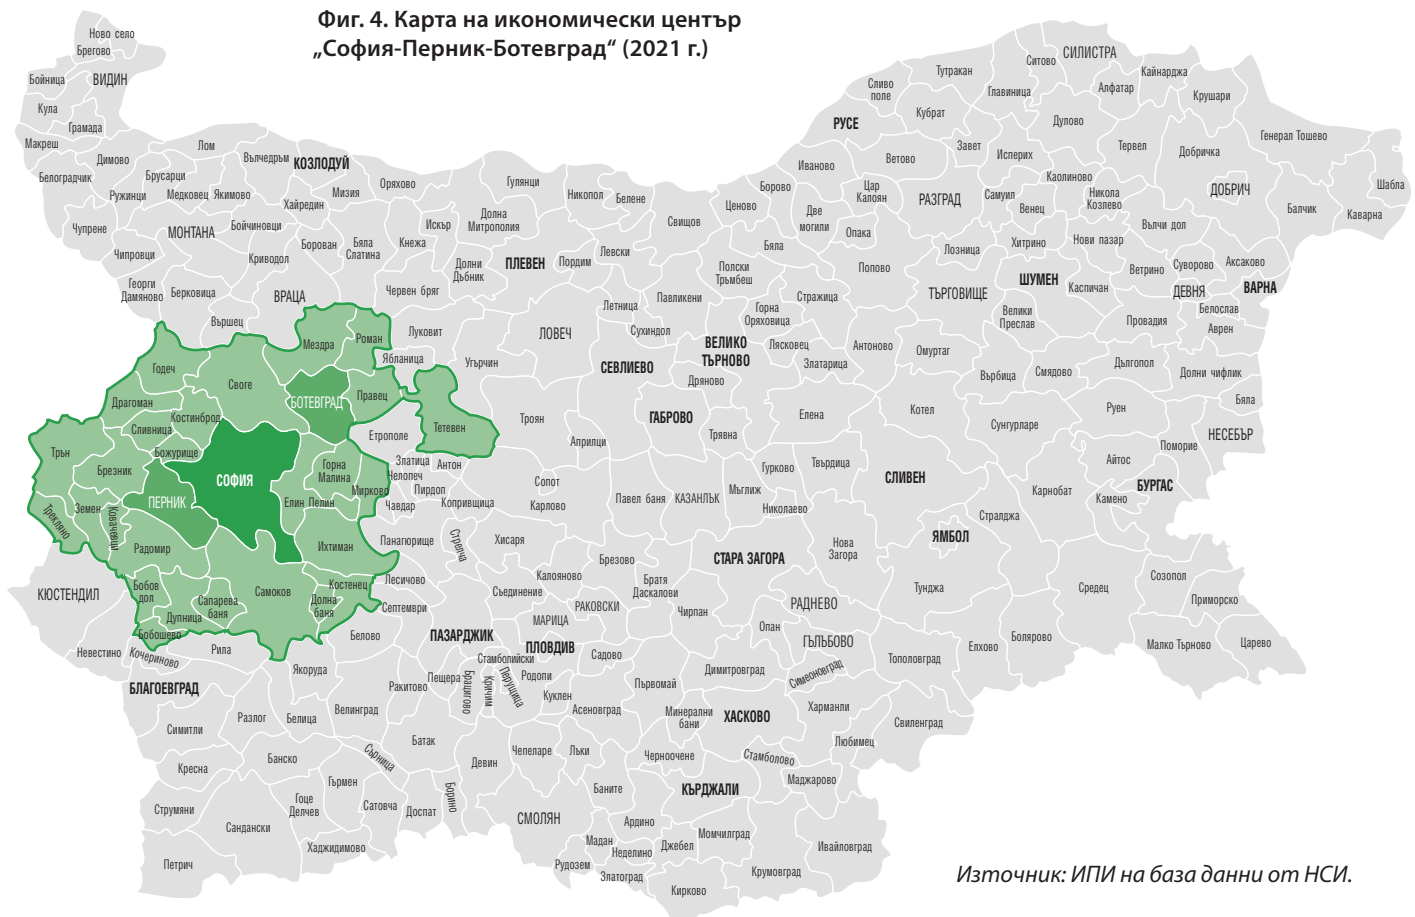 Фиг. 4. Карта на икономически център
„София-Перник-Ботевград“ (2021 г.)
Ново село
Брегово
Бойница
ВИДИН
Кула
Грамада
Макреш
Димово
Белоградчик
Ружинци
Чупрене
Лом
Брусарци
Медковец
Якимово
Вълчедръм
КОЗЛОДУЙ
Хайредин
Мизия
Оряхово
МОНТАНА
Бойчиновци
Чипровци
Георги
Дамяново
Берковица
Вършец
Криводол
Борован
Бяла
Слатина
ВРАЦА
Кнежа
Искър
Гулянци
Долна
Митрополия
Долни
Дъбник
ПЛЕВЕН
Червен бряг
Никопол
Белене
Пордим
Левски
Свищов
Летница
Павликени
Сухиндол
Луковит
Ябланица
Угърчин
ЛОВЕЧ
СЕВЛИЕВО
Троян
Априлци
Тетевен
Мездра
Роман
Своге
БОТЕВГРАД
Правец
Етрополе
Годеч
Драгоман
Костинброд
Сливница
Божурище
Трън
Брезник
СОФИЯ
ПЕРНИК
Земен
Ковачевци
Трекляно
Радомир
Горна
Малина
Мирково
Елин Пелин
Ихтиман
Костенец
Долна
баня
Самоков
Бобов
дол
Дупница
Сапарева
баня
Бобошево
Рила
Кочериново
Невестино
КЮСТЕНДИЛ
Златица
Челопеч
Пирдоп
Антон
Чавдар
Копривщица
Панагюрище
Стрелча
Лесичово
Септември
Белово
Борово
Ценово
Иваново
Две
могили
Бяла
Полски
Тръмбеш
Горна
Оряховица
Стражица
ВЕЛИКО
ТЪРНОВО
Лясковец
Златарица
Дряново
ГАБРОВО
Трявна
Елена
Антоново
РУСЕ
Сливо
поле
Тутракан
Кубрат
Ветово
Завет
Исперих
Цар
Калоян
РАЗГРАД
Самуил
Опака
Попово
Лозница
ТЪРГОВИЩЕ
Омуртаг
Ситово
СИЛИСТРА
Главиница
Алфатар
Кайнарджа
Дулово
Крушари
Тервел
Добричка
Генерал Тошево
ДОБРИЧ
Шабла
Каварна
Балчик
Каолиново
Никола
Козлево
Венец
Хитрино
Нови пазар
Вълчи дол
Суворово
Аксаково
Ветрино
Каспичан
ШУМЕН
ДЕВНЯ
ВАРНА
Белослав
Аврен
Провадия
Велики
Преслав
Върбица
Смядово
Дългопол
Долни чифлик
Бяла
Руен
НЕСЕБЪР
Поморие
Айтос
БУРГАС
Камено
Котел
Сунгурларе
Карнобат
СЛИВЕН
Твърдица
Гурково
Мъглиж
Николаево
Нова
Загора
Стралджа
ЯМБОЛ
Тунджа
Средец
Созопол
Приморско
Малко Търново
Царево
Болярово
Елхово
Тополовград
Сопот
Карлово
Павел баня
КАЗАНЛЪК
Хисаря
Брезово
СТАРА ЗАГОРА
Калояново
Съединение
РАКОВСКИ
МАРИЦА
Братя
Даскалови
Чирпан
РАДНЕВО
Опан
ГЪЛЪБОВО
ПАЗАРДЖИК
ПЛОВДИВ
Стамболийски
Родопи
Садово
Пещера
Брацигово
Кричим
Перущица
Куклен
Асеновград
Първомай
Димитровград
Симеоновград
Минерални
бани
ХАСКОВО
Харманли
Свиленград
Любимец
Стамболово
Маджарово
Черноочене
КЪРДЖАЛИ
Ракитово
Велинград
Батак
Якоруда
БЛАГОЕВГРАД
Симитли
Разлог
Белица
Банско
Кресна
Струмяни
Сандански
Петрич
Гоце
Делчев
Гърмен
Хаджидимово
Сърница
Сатовча
Доспат
Борино
Девин
Чепеларе
Лъки
СМОЛЯН
Баните
Ардино
Мадан
Неделино
Рудозем
Златоград
Джебел
Момчилград
Кирково
Крумовград
Ивайловград
Източник: ИПИ на база данни от НСИ.